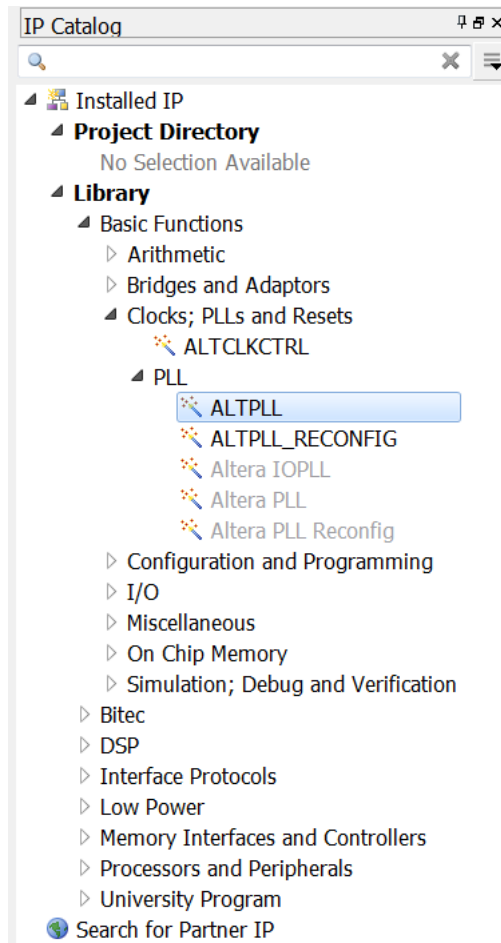 IP Catalog
Installed IP
Project Directory
No Selection Available
Library
Basic Functions
Arithmetic
Bridges and Adaptors
Clocks; PLLs and Resets
ALTCLKCTRL
PLL
ALTPLL
ALTPLL_RECONFIG
Altera IOPLL
Altera PLL
Altera PLL Reconfig
Configuration and Programming
I/O
Miscellaneous
On Chip Memory
Simulation; Debug and Verification
Bitec
DSP
Interface Protocols
Low Power
Memory Interfaces and Controllers
Processors and Peripherals
University Program
Search for Partner IP